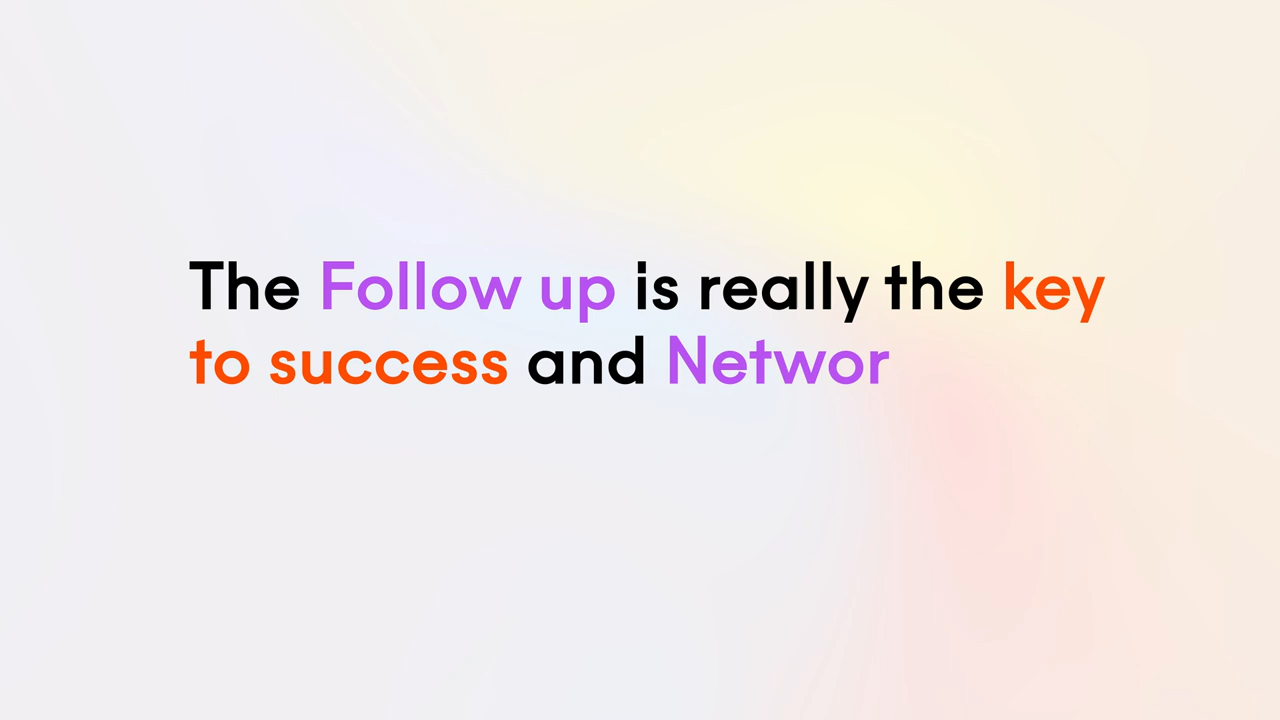 The Follow up is really the key
to success and Networ